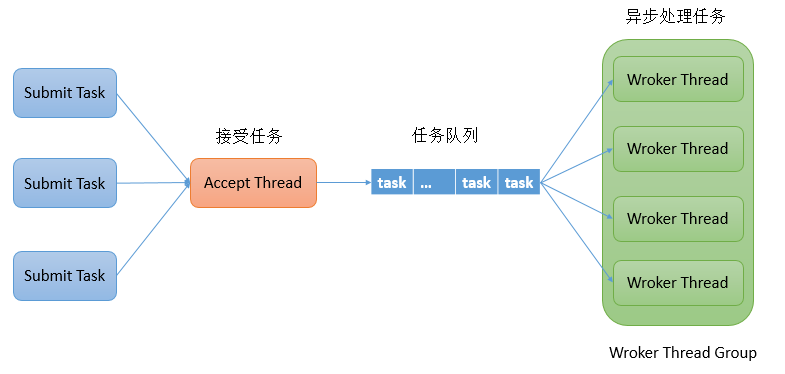 异步处理任务
Submit Task
Submit Task
Submit Task
接受任务
Accept Thread
任务队列
task
...
task
task
Wroker Thread
Wroker Thread
Wroker Thread
Wroker Thread
Wroker Thread Group